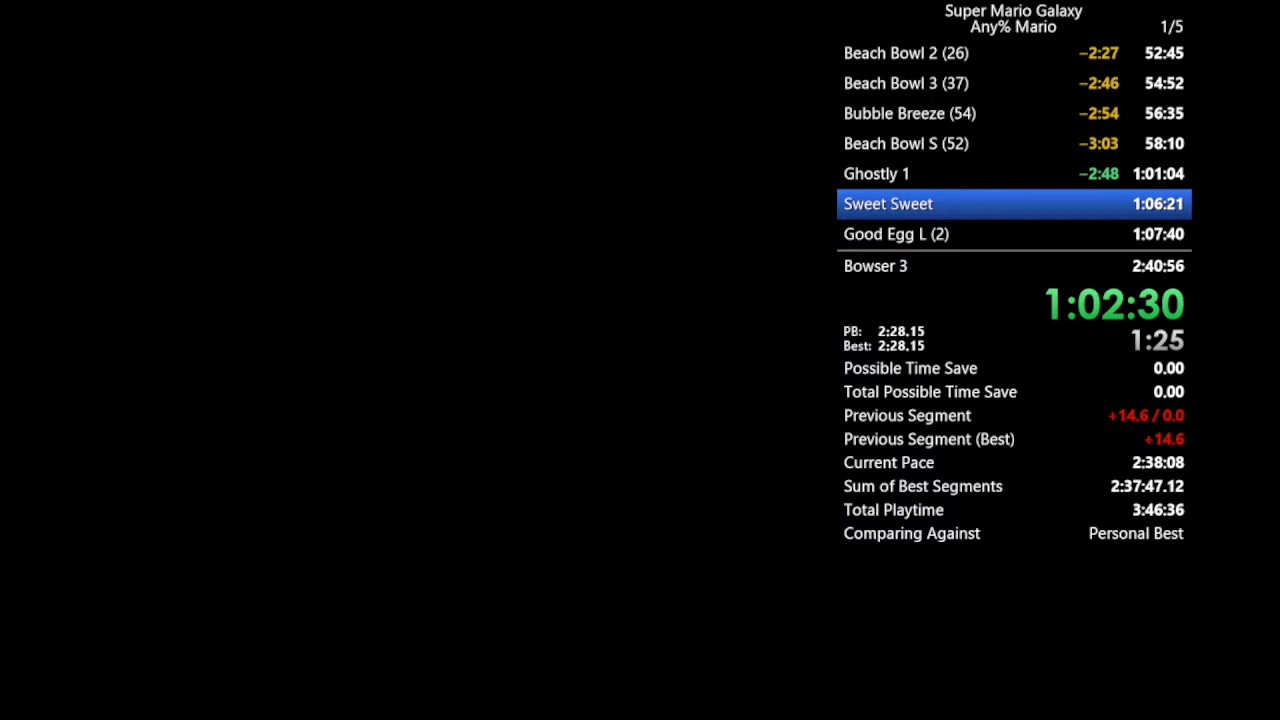 Super Mario Galaxy
Any% Mario 1/5
Beach Bowl 2 (26) −2:27 52:45
Beach Bowl 3 (37) −2:46 54:52
Bubble Breeze (54) −2:54 56:35
Beach Bowl S (52) −3:03 58:10
Ghostly 1 −2:48 1:01:04
Sweet Sweet 1:06:21
Good Egg L (2) 1:07:40
Bowser 3 2:40:56
1:02:30
PB: 2:28.15
Best: 2:28.15
1:25
Possible Time Save 0.00
Total Possible Time Save 0.00
Previous Segment +14.6 / 0.0
Previous Segment (Best) +14.6
Current Pace 2:38:08
Sum of Best Segments 2:37:47.12
Total Playtime 3:46:36
Comparing Against Personal Best